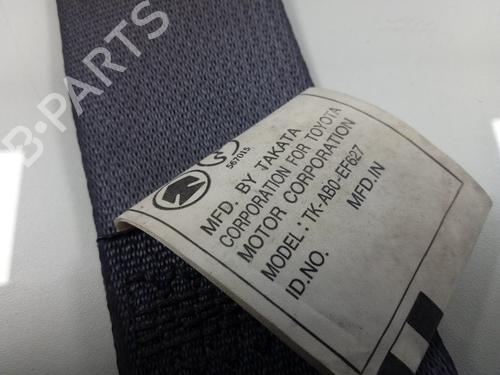 B-PARTS
S
567015
MFD. BY TAKATA
CORPORATION FOR TOYOTA
MOTOR CORPORATION
MODEL: TK-AB0-EF627
ID.NO. MFD.IN